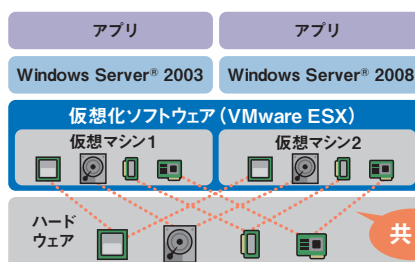 アプリ
アプリ
Windows Server® 2003
Windows Server® 2008
仮想化ソフトウェア(VMware ESX)
仮想マシン1
仮想マシン2
ハード
ウェア
共